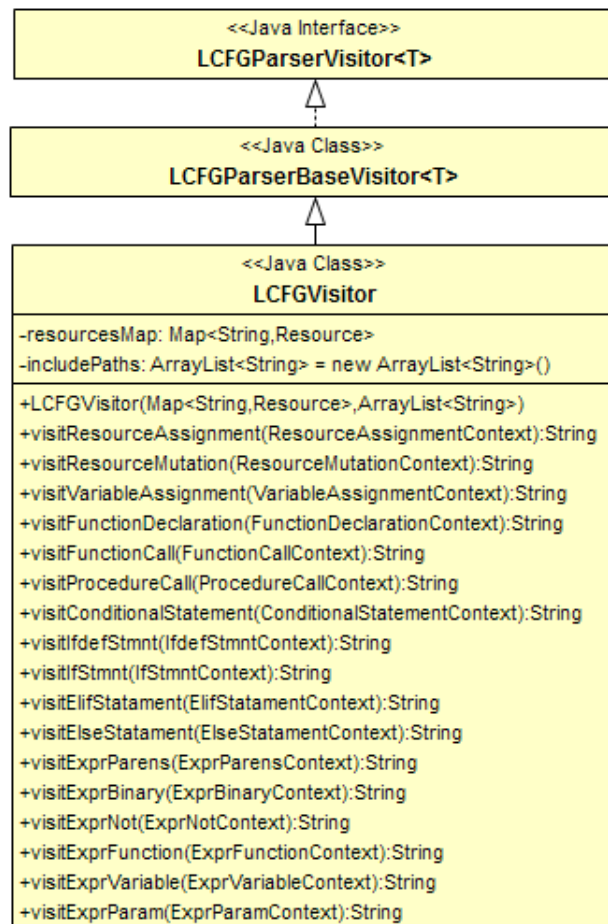 <<Java Interface>>
LCFGParserVisitor<T>
<<Java Class>>
LCFGParserBaseVisitor<T>
<<Java Class>>
LCFGVisitor
-resourcesMap: Map<String,Resource>
-includePaths: ArrayList<String> = new ArrayList<String>()
+LCFGVisitor(Map<String,Resource>,ArrayList<String>)
+visitResourceAssignment(ResourceAssignmentContext):String
+visitResourceMutation(ResourceMutationContext):String
+visitVariableAssignment(VariableAssignmentContext):String
+visitFunctionDeclaration(FunctionDeclarationContext):String
+visitFunctionCall(FunctionCallContext):String
+visitProcedureCall(ProcedureCallContext):String
+visitConditionalStatement(ConditionalStatementContext):String
+visitIfdefStmnt(IfdefStmntContext):String
+visitIfStmnt(IfStmntContext):String
+visitElifStatament(ElifStatamentContext):String
+visitElseStatament(ElseStatamentContext):String
+visitExprParens(ExprParensContext):String
+visitExprBinary(ExprBinaryContext):String
+visitExprNot(ExprNotContext):String
+visitExprFunction(ExprFunctionContext):String
+visitExprVariable(ExprVariableContext):String
+visitExprParam(ExprParamContext):String